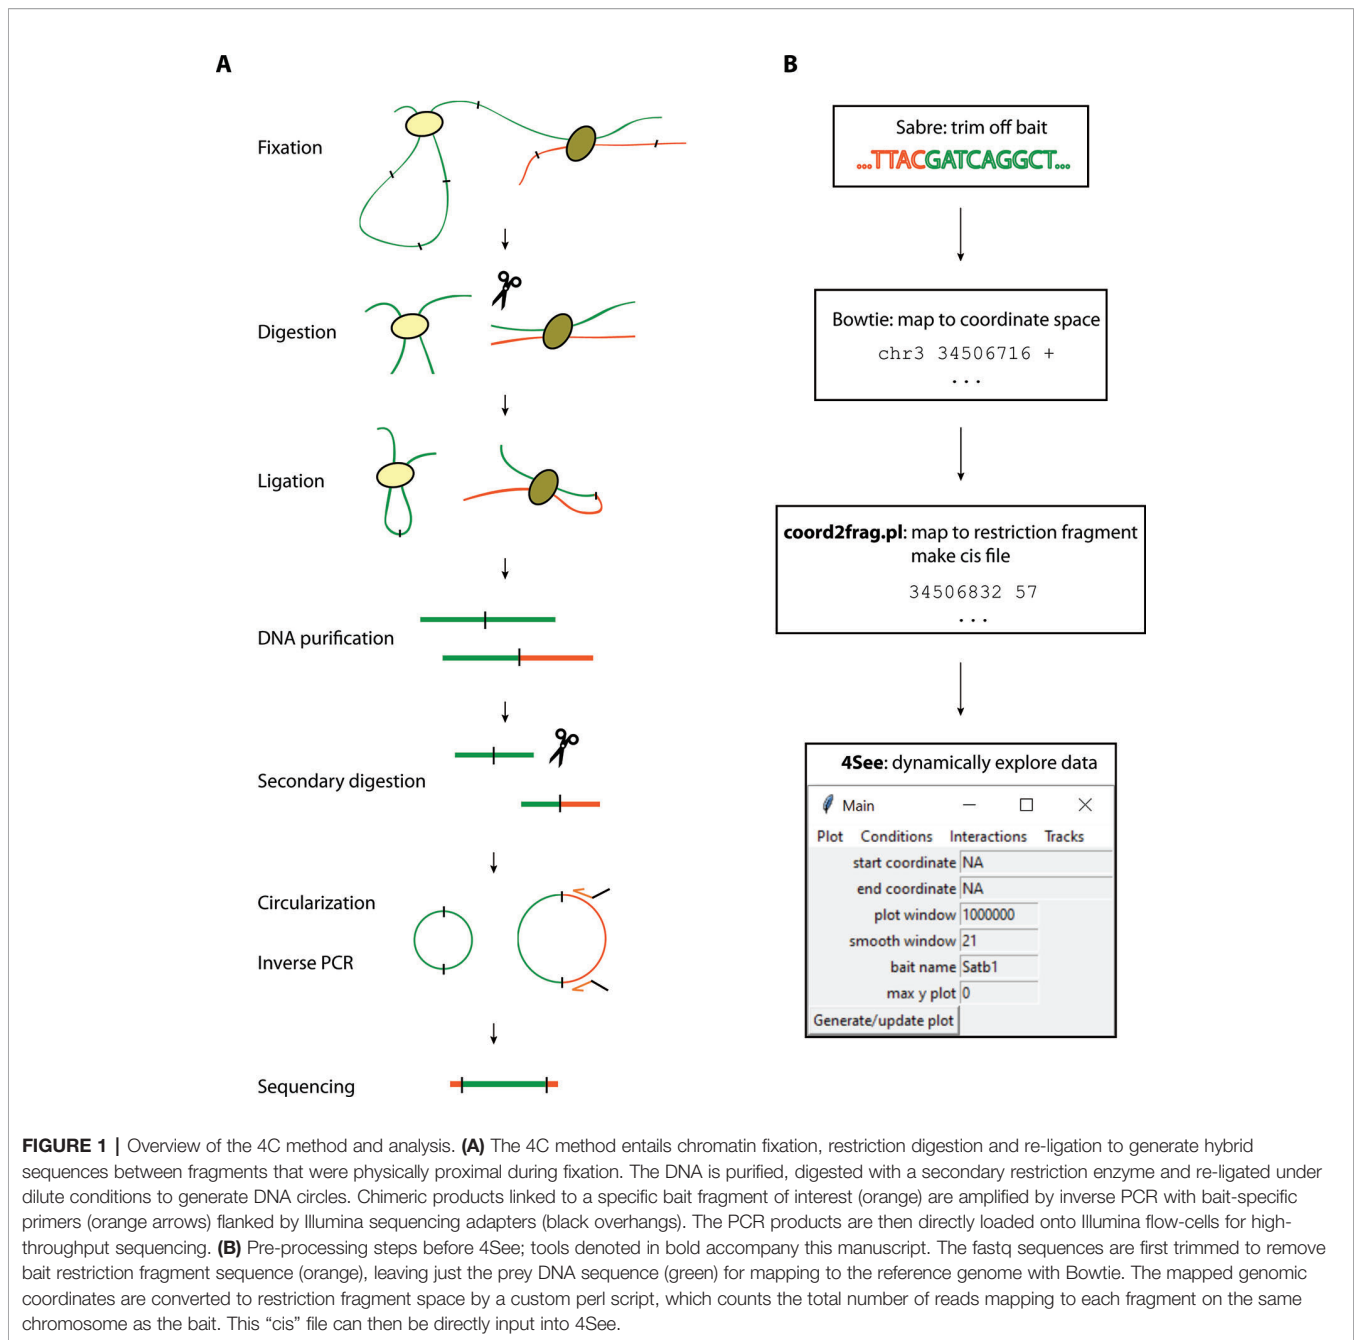 A
Fixation
Digestion
Ligation
DNA purification
Secondary digestion
Circularization
Inverse PCR
Sequencing
B
Sabre: trim off bait
...TTACGATCAGGCT...
Bowtie: map to coordinate space
chr3 34506716 +
...
coord2frag.pl: map to restriction fragment
make cis file
34506832 57
...
4See: dynamically explore data
Main
Plot Conditions Interactions Tracks
start coordinate NA
end coordinate NA
plot window 1000000
smooth window 21
bait name Satb1
max y plot 0
Generate/update plot
FIGURE 1 | Overview of the 4C method and analysis. (A) The 4C method entails chromatin fixation, restriction digestion and re-ligation to generate hybrid
sequences between fragments that were physically proximal during fixation. The DNA is purified, digested with a secondary restriction enzyme and re-ligated under
dilute conditions to generate DNA circles. Chimeric products linked to a specific bait fragment of interest (orange) are amplified by inverse PCR with bait-specific
primers (orange arrows) flanked by Illumina sequencing adapters (black overhangs). The PCR products are then directly loaded onto Illumina flow-cells for high-
throughput sequencing. (B) Pre-processing steps before 4See; tools denoted in bold accompany this manuscript. The fastq sequences are first trimmed to remove
bait restriction fragment sequence (orange), leaving just the prey DNA sequence (green) for mapping to the reference genome with Bowtie. The mapped genomic
coordinates are converted to restriction fragment space by a custom perl script, which counts the total number of reads mapping to each fragment on the same
chromosome as the bait. This “cis” file can then be directly input into 4See.